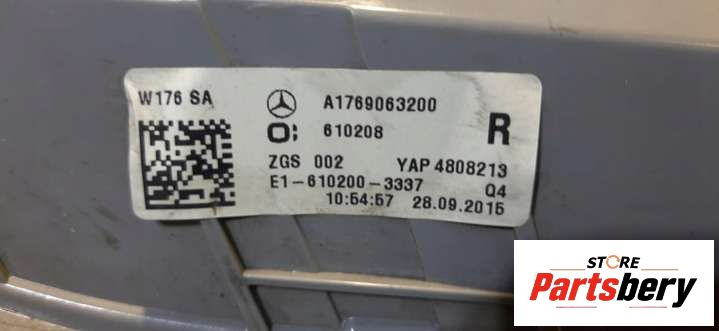 W176 SA
A1769063200
610208
R
ZGS 002 YAP 4808213
E1-610200-3337 Q4
10:54:57 28.09.2015
STORE
Partsbery